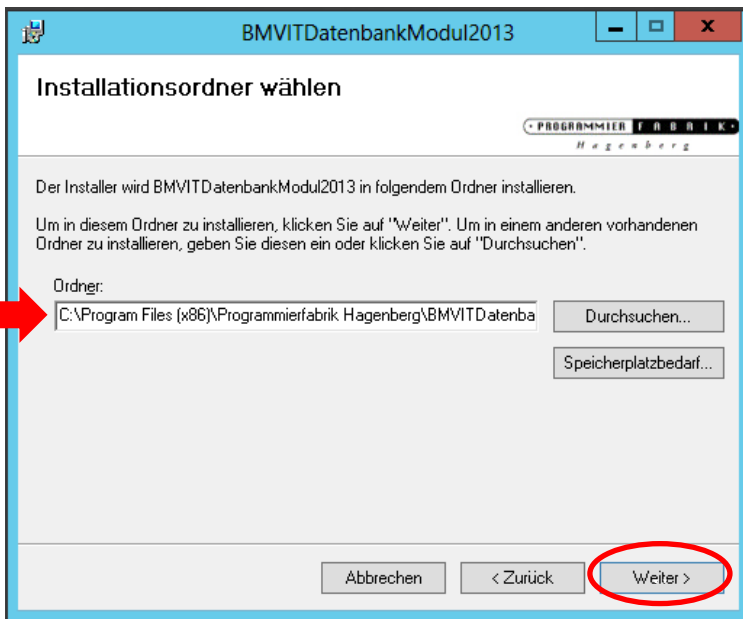 BMVITDatenbankModul2013
Installationsordner wählen
PROGRAMMIER FABRIK
Hagenberg
Der Installer wird BMVITDatenbankModul2013 in folgendem Ordner installieren.
Um in diesem Ordner zu installieren, klicken Sie auf "Weiter". Um in einem anderen vorhandenen
Ordner zu installieren, geben Sie diesen ein oder klicken Sie auf "Durchsuchen".
Ordner:
C:\Program Files (x86)\Programmierfabrik Hagenberg\BMVITDatenba
Durchsuchen...
Speicherplatzbedarf...
Abbrechen
< Zurück
Weiter >